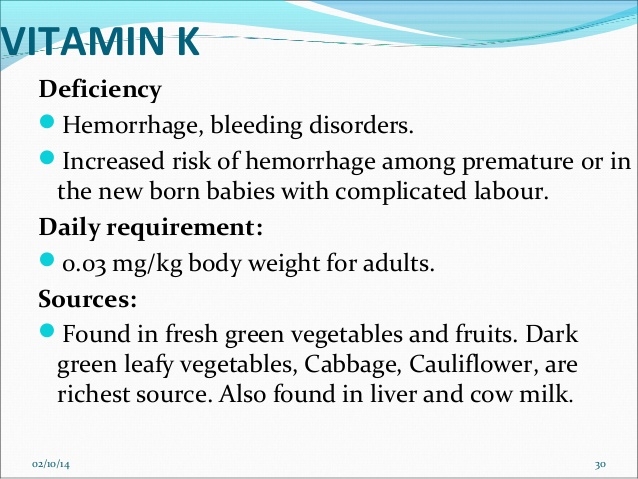 VITAMIN K
Deficiency
Hemorrhage, bleeding disorders.
Increased risk of hemorrhage among premature or in
the new born babies with complicated labour.
Daily requirement:
0.03 mg/kg body weight for adults.
Sources:
Found in fresh green vegetables and fruits. Dark
green leafy vegetables, Cabbage, Cauliflower, are
richest source. Also found in liver and cow milk.
02/10/14
30